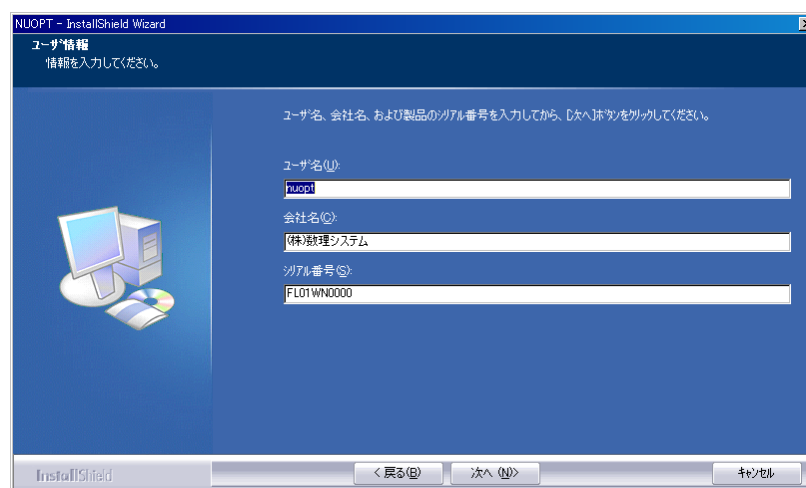 NUOPT - InstallShield Wizard
ユーザ情報
情報を入力してください。
ユーザ名、会社名、および製品のシリアル番号を入力してから、[次へ]ボタンをクリックしてください。
ユーザ名(U):
nuopt
会社名(C):
(株)数理システム
シリアル番号(S):
FL01WN0000
InstallShield
< 戻る(B)
次へ (N)>
キャンセル